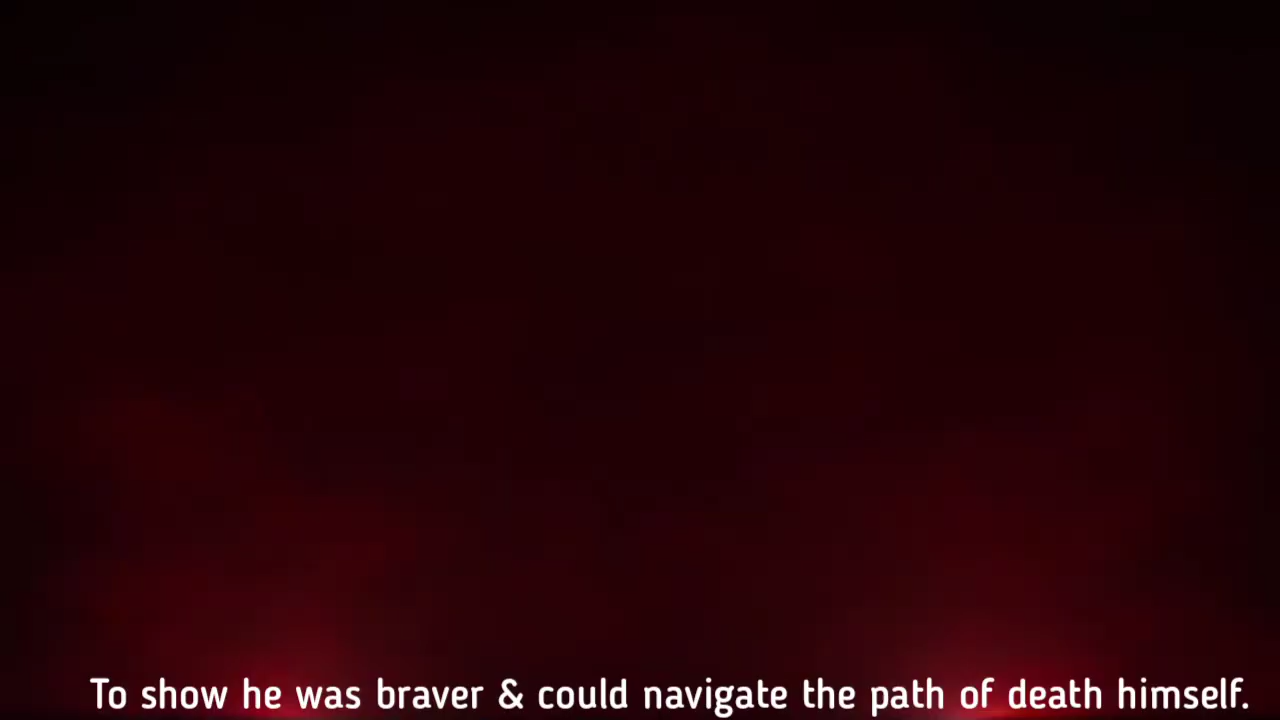 To show he was braver & could navigate the path of death himself.